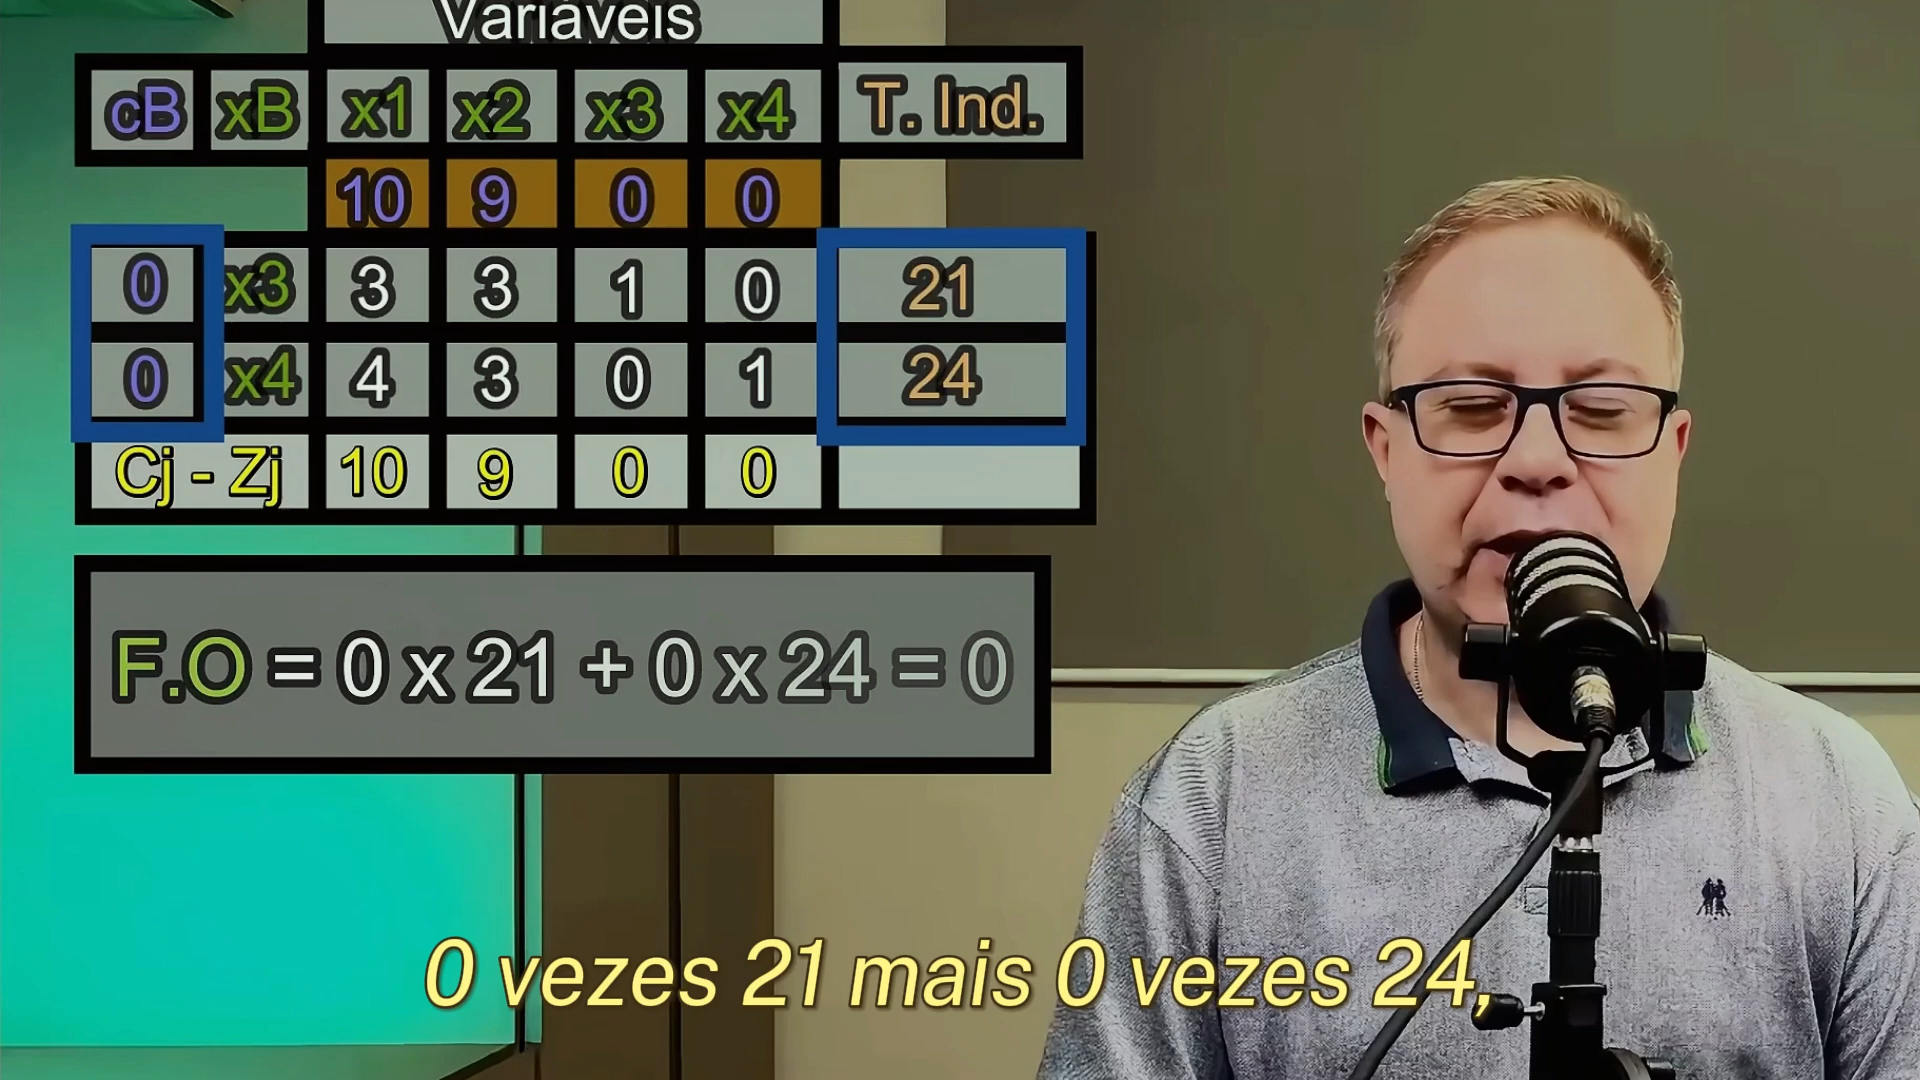 Variáveis
cB xB x1 x2 x3 x4 T. Ind.
10 9 0 0
0 x3 3 3 1 0 21
0 x4 4 3 0 1 24
Cj - Zj 10 9 0 0
F.O = 0 x 21 + 0 x 24 = 0
0 vezes 21 mais 0 vezes 24,